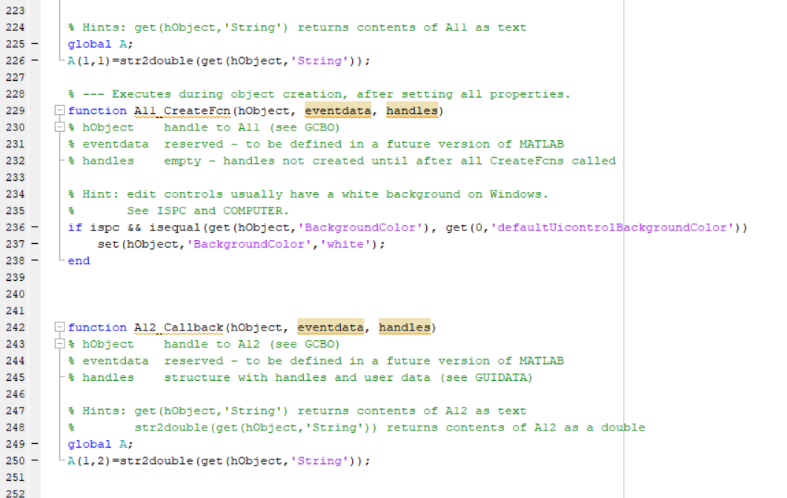 223
224 % Hints: get(hObject,'String') returns contents of A11 as text
225 — global A;
226 — A(1,1)=str2double(get(hObject,'String'));
227
228 % --- Executes during object creation, after setting all properties.
229 function A11_CreateFcn(hObject, eventdata, handles)
230 % hObject    handle to A11 (see GCBO)
231 % eventdata  reserved - to be defined in a future version of MATLAB
232 % handles    empty - handles not created until after all CreateFcns called
233
234 % Hint: edit controls usually have a white background on Windows.
235 %       See ISPC and COMPUTER.
236 — if ispc && isequal(get(hObject,'BackgroundColor'), get(0,'defaultUicontrolBackgroundColor'))
237 —     set(hObject,'BackgroundColor','white');
238 — end
239
240
241
242 function A12_Callback(hObject, eventdata, handles)
243 % hObject    handle to A12 (see GCBO)
244 % eventdata  reserved - to be defined in a future version of MATLAB
245 % handles    structure with handles and user data (see GUIDATA)
246
247 % Hints: get(hObject,'String') returns contents of A12 as text
248 %        str2double(get(hObject,'String')) returns contents of A12 as a double
249 — global A;
250 — A(1,2)=str2double(get(hObject,'String'));
251
252